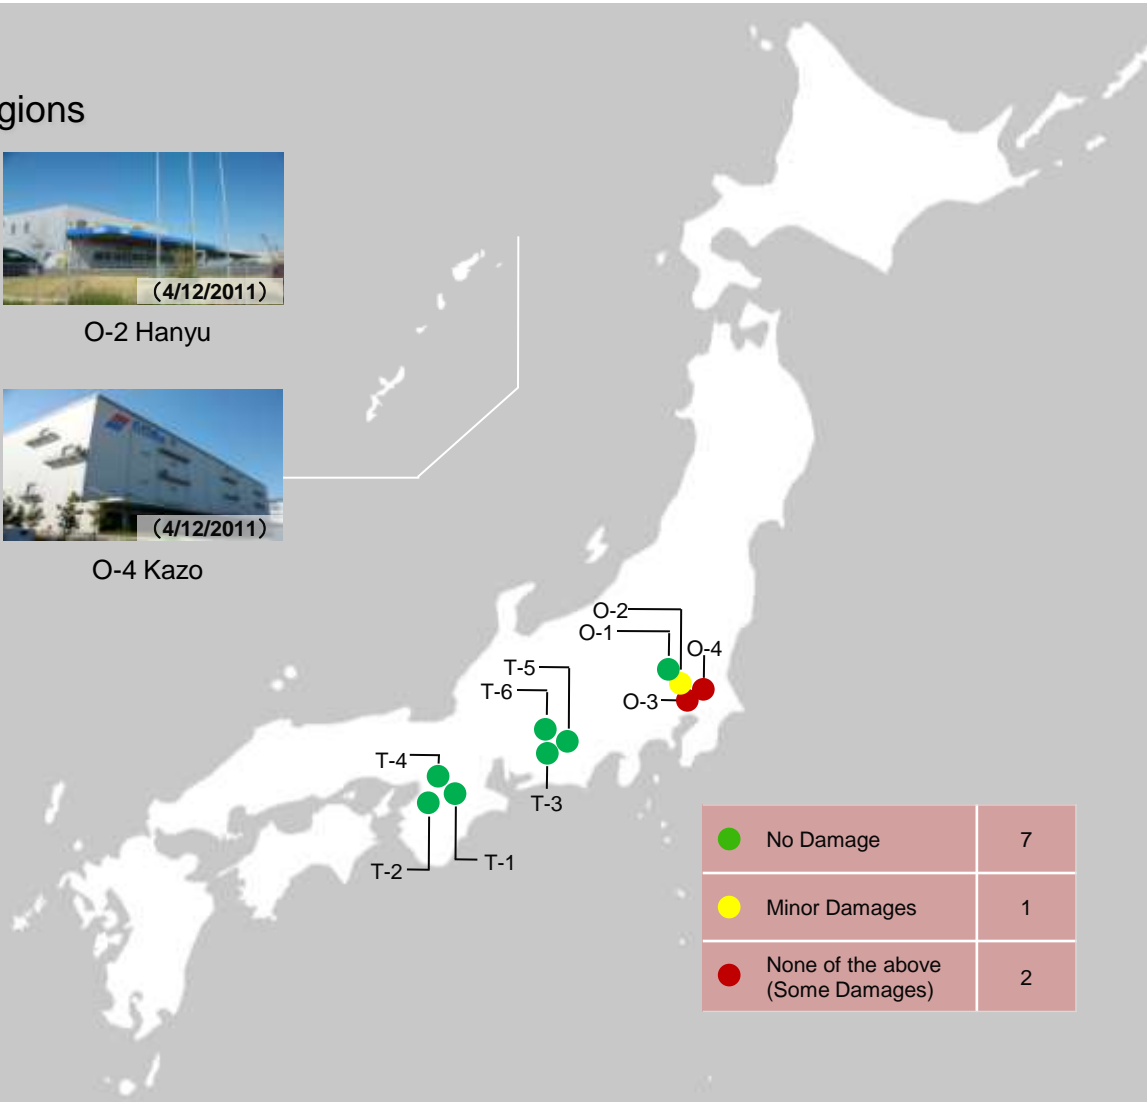 gions
（4/12/2011）
O-2 Hanyu
（4/12/2011）
O-4 Kazo
O-2
O-1
O-4
T-5
T-6
O-3
T-4
T-3
T-2
T-1
No Damage 7
Minor Damages 1
None of the above
(Some Damages) 2